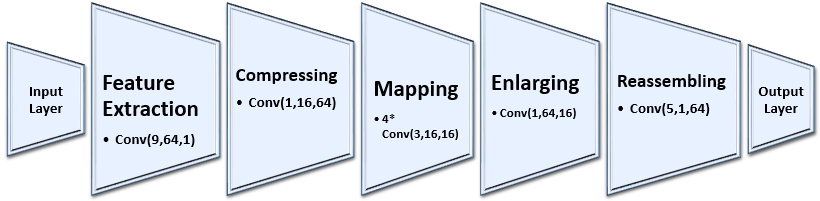 Input
Layer
Feature
Extraction
• Conv(9,64,1)
Compressing
• Conv(1,16,64)
Mapping
• 4*
Conv(3,16,16)
Enlarging
• Conv(1,64,16)
Reassembling
• Conv(5,1,64)
Output
Layer